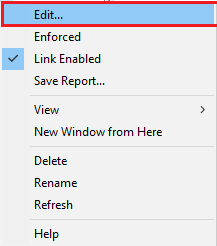 Edit...
Enforced
Link Enabled
Save Report...
View
New Window from Here
Delete
Rename
Refresh
Help